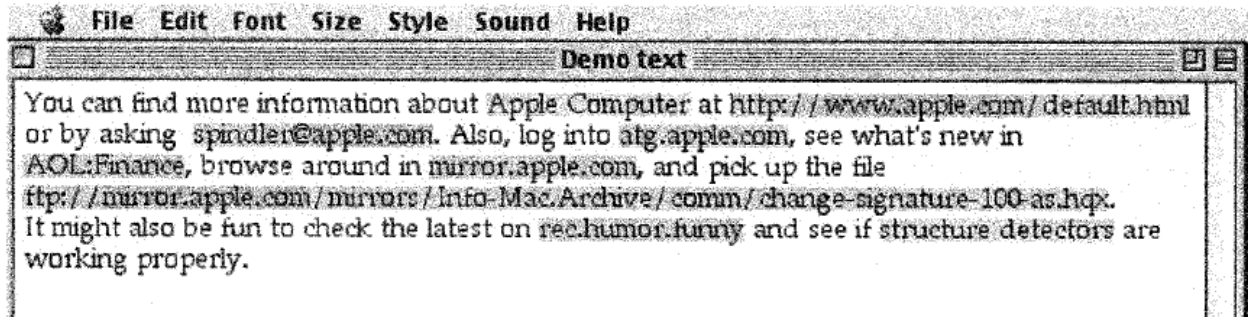 File Edit Font Size Style Sound Help
Demo text
You can find more information about Apple Computer at http://www.apple.com/default.html
or by asking spindler@apple.com. Also, log into atg.apple.com, see what's new in
AOL:Finance, browse around in mirror.apple.com, and pick up the file
ftp://mirror.apple.com/mirrors/Info-Mac.Archive/comm/change-signature-100-as.hqx.
It might also be fun to check the latest on rec.humor.funny and see if structure detectors are
working properly.